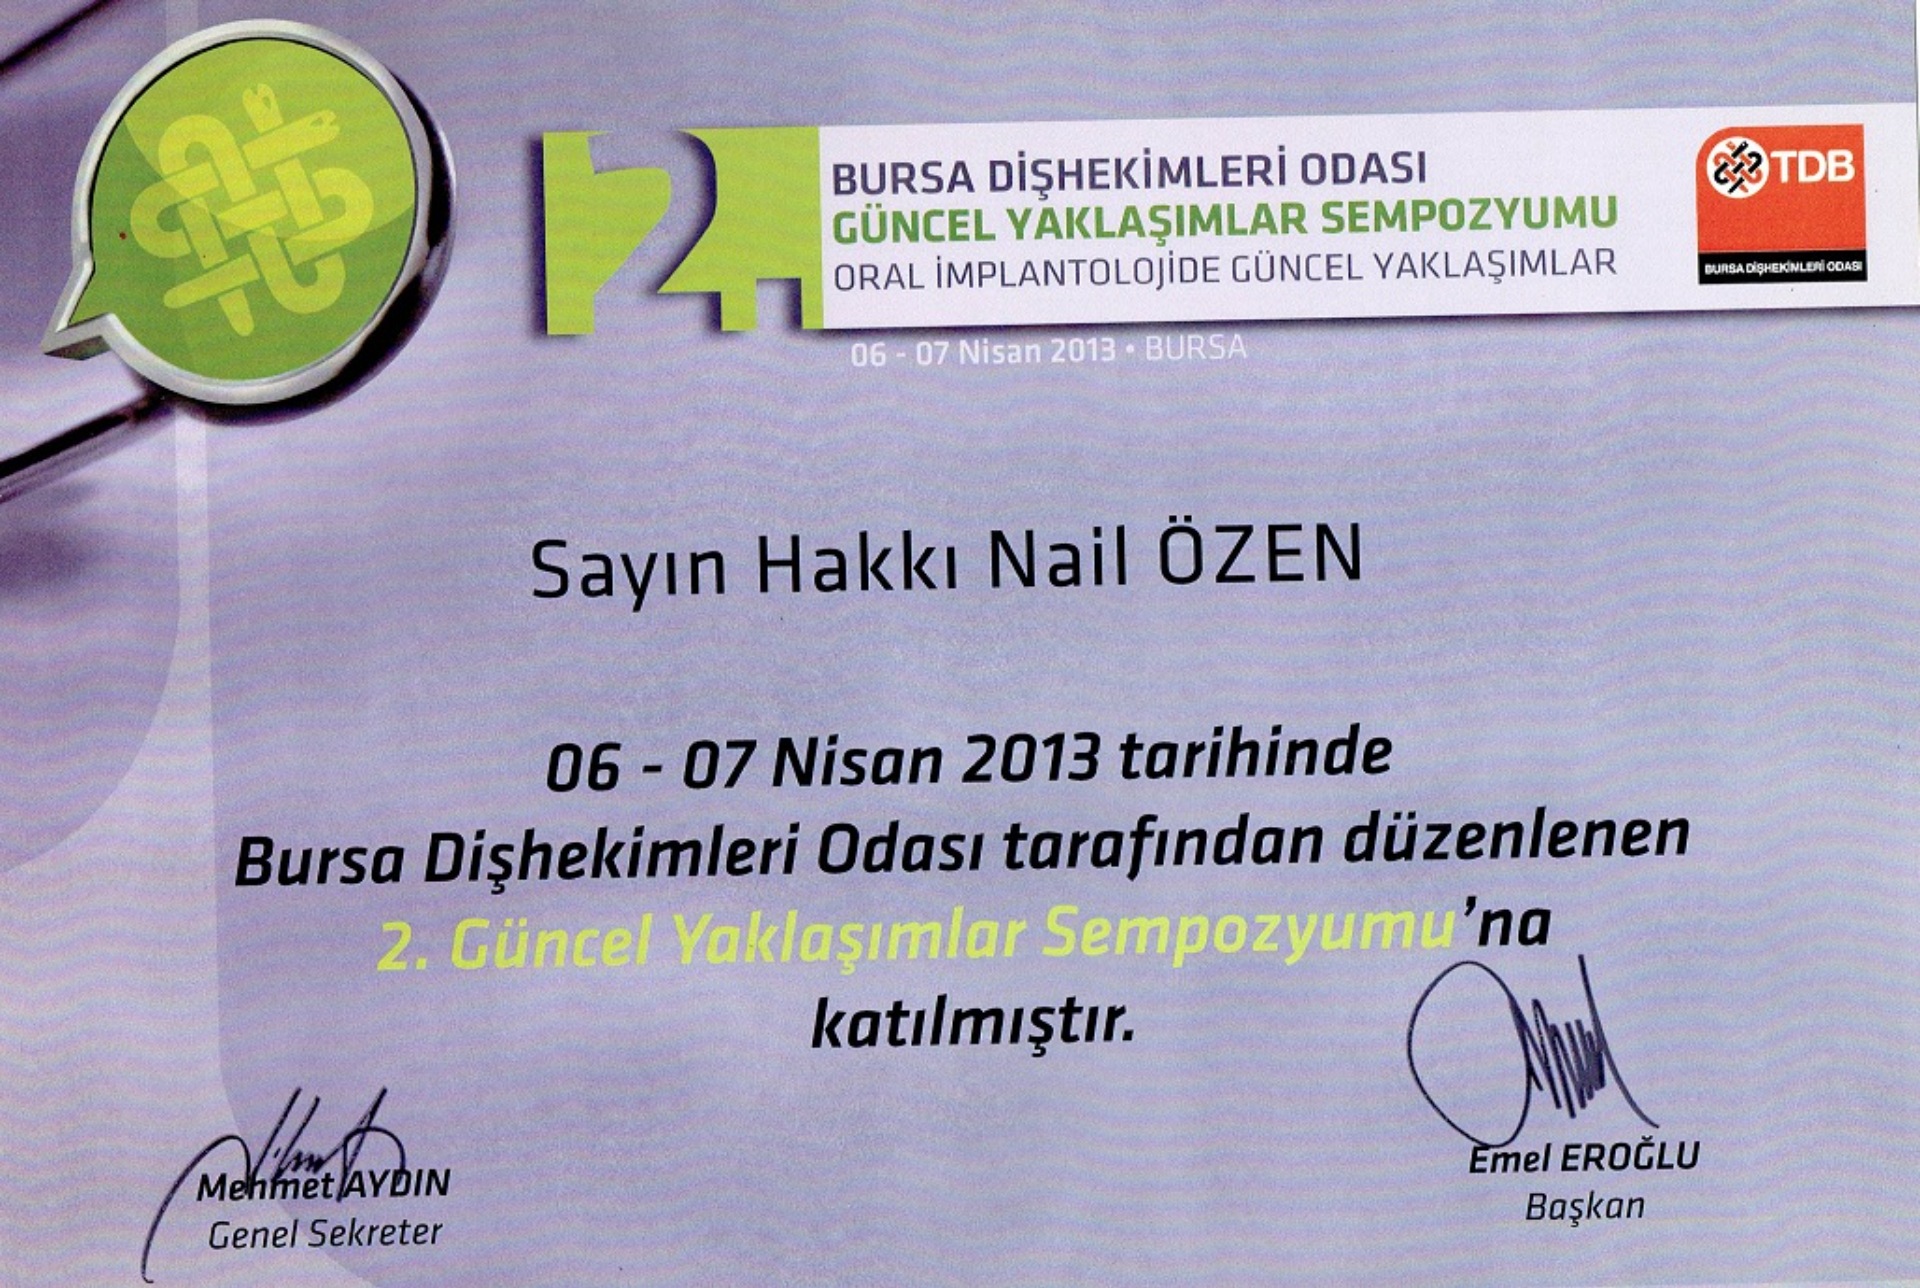 2.
BURSA DİŞHEKİMLERİ ODASI
GÜNCEL YAKLAŞIMLAR SEMPOZYUMU
ORAL İMPLANTOLOJİDE GÜNCEL YAKLAŞIMLAR
TDB
BURSA DİŞHEKİMLERİ ODASI
06 - 07 Nisan 2013 • BURSA
Sayın Hakkı Nail ÖZEN
06 - 07 Nisan 2013 tarihinde
Bursa Dişhekimleri Odası tarafından düzenlenen
2. Güncel Yaklaşımlar Sempozyumu'na
katılmıştır.
Mehmet AYDIN
Genel Sekreter
Emel EROĞLU
Başkan